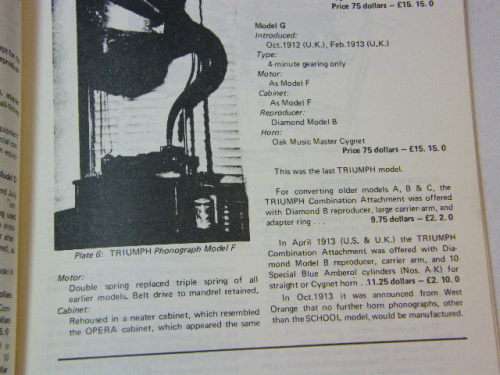 Plate 6: TRIUMPH Phonograph Model F
Motor:
Double spring replaced triple spring of all
earlier models. Belt drive to mandrel retained.
Cabinet:
Rehoused in a neater cabinet, which resembled
the OPERA cabinet, which appeared the same
Price 75 dollars — £15. 15. 0
Model G
Introduced:
Oct.1912 (U.K.), Feb.1913 (U.K.)
Type:
4-minute gearing only
Motor:
As Model F
Cabinet:
As Model F
Reproducer:
Diamond Model B
Horn:
Oak Music Master Cygnet
Price 75 dollars — £15. 15. 0
This was the last TRIUMPH model.
For converting older models A, B & C, the
TRIUMPH Combination Attachment was offered
with Diamond B reproducer, large carrier-arm, and
adapter ring . . . 9.75 dollars — £2. 2. 0
In April 1913 (U.S. & U.K.) the TRIUMPH
Combination Attachment was offered with Dia-
mond Model B reproducer, carrier arm, and 10
Special Blue Amberol cylinders (Nos. A-K) for
straight or Cygnet horn . .11.25 dollars — £2. 10. 0
In Oct.1913 it was announced from West
Orange that no further horn phonographs, other
than the SCHOOL model, would be manufactured.